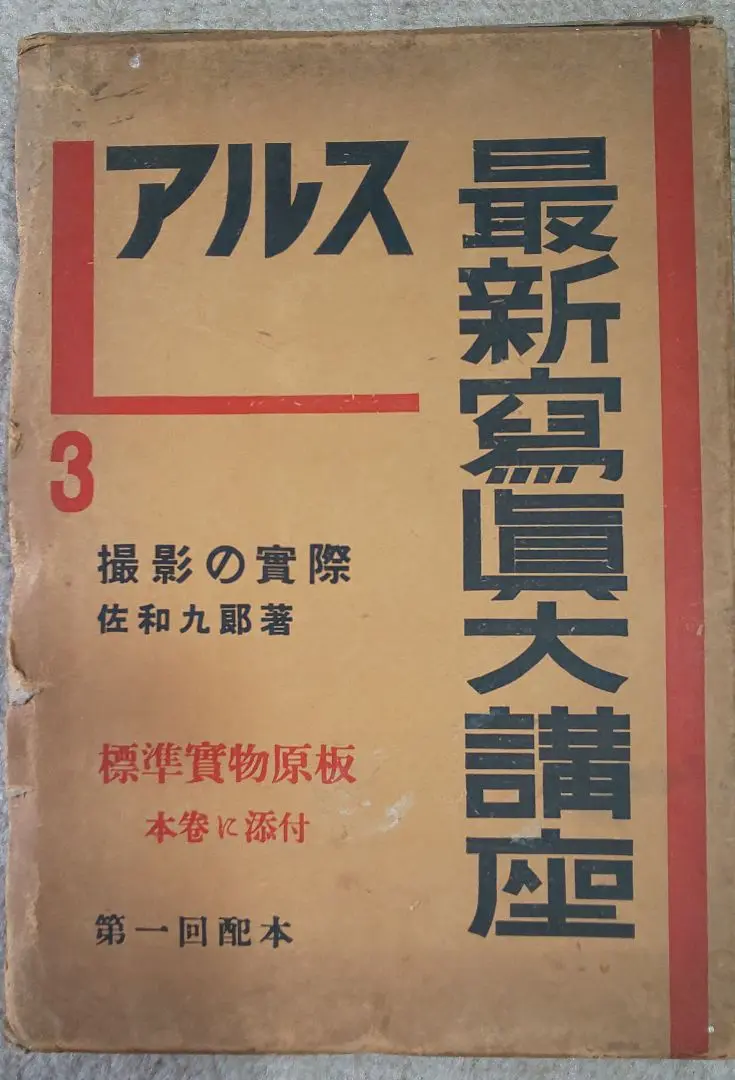 アルス
最新寫眞大講座
3
撮影の實際
佐和九郎著
標準實物原板
本卷に添付
第一回配本